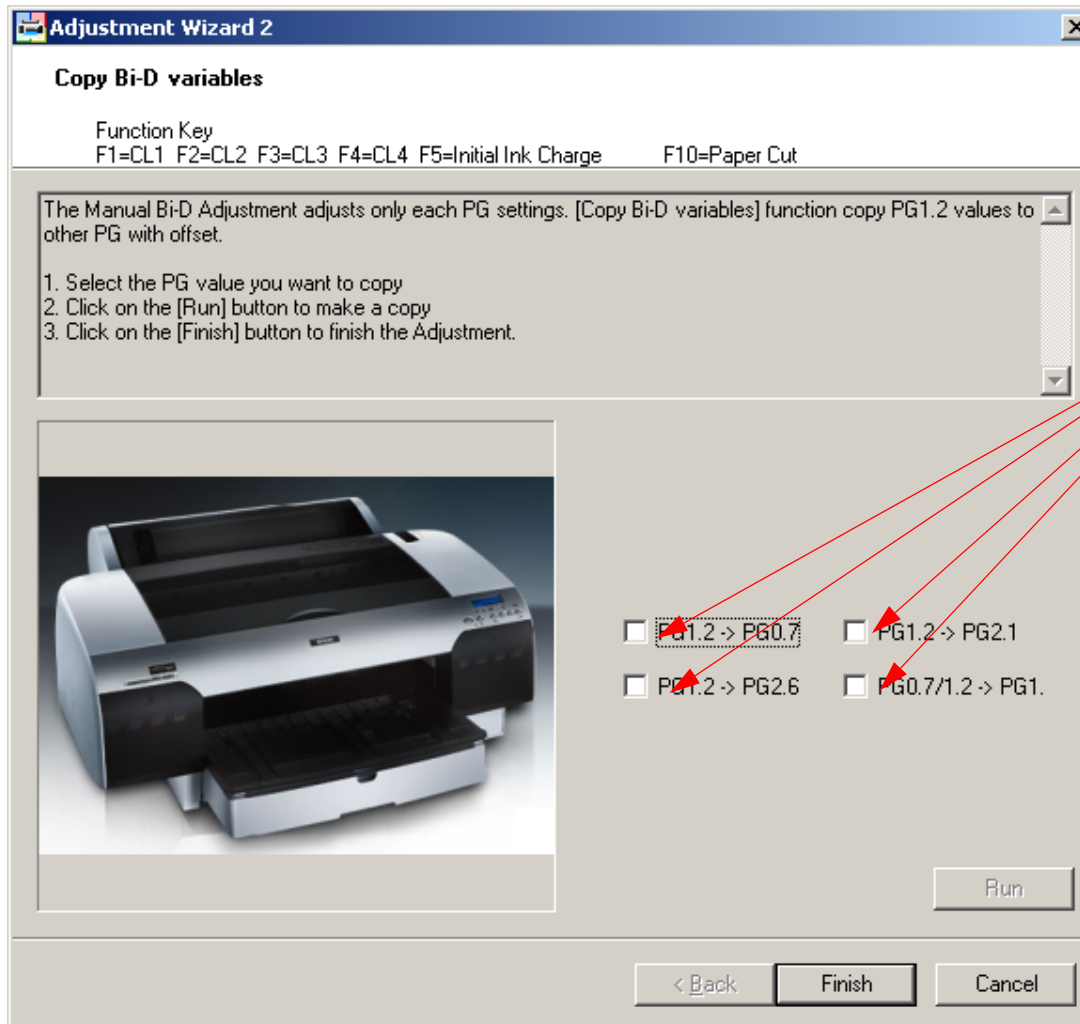 Adjustment Wizard 2
Copy Bi-D variables
Function Key
F1=CL1 F2=CL2 F3=CL3 F4=CL4 F5=Initial Ink Charge F10=Paper Cut
The Manual Bi-D Adjustment adjusts only each PG settings. [Copy Bi-D variables] function copy PG1.2 values to
other PG with offset.
1. Select the PG value you want to copy
2. Click on the [Run] button to make a copy
3. Click on the [Finish] button to finish the Adjustment.
PG1.2 -> PG0.7 PG1.2 -> PG2.1
PG1.2 -> PG2.6 PG0.7/1.2 -> PG1.
Run
< Back Finish Cancel